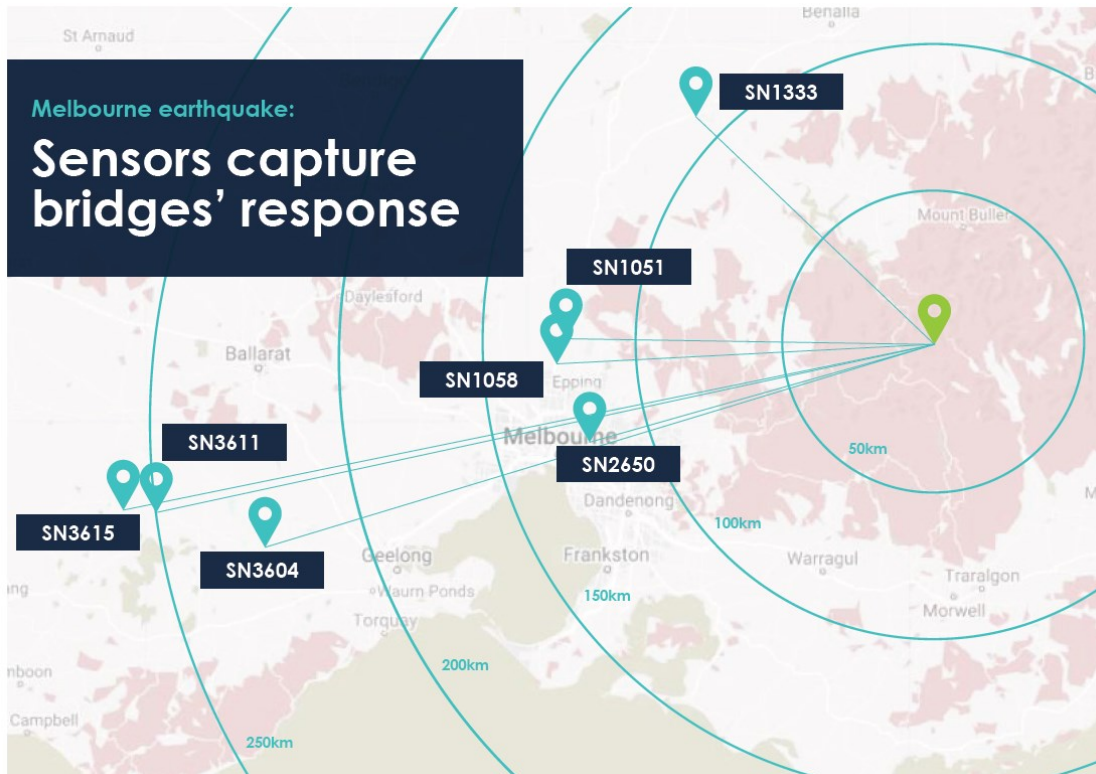 St Arnaud
Benalla
Melbourne earthquake:
Sensors capture
bridges’ response
SN1333
Mount Buller
SN1051
Daylesford
Ballarat
SN1058
Epping
SN3611
Melbourne
SN2650
50km
Dandenong
SN3615
100km
SN3604
Geelong
Frankston
Warragul
Traralgon
Waurn Ponds
150km
Morwell
Torquay
200km
Campbell
250km